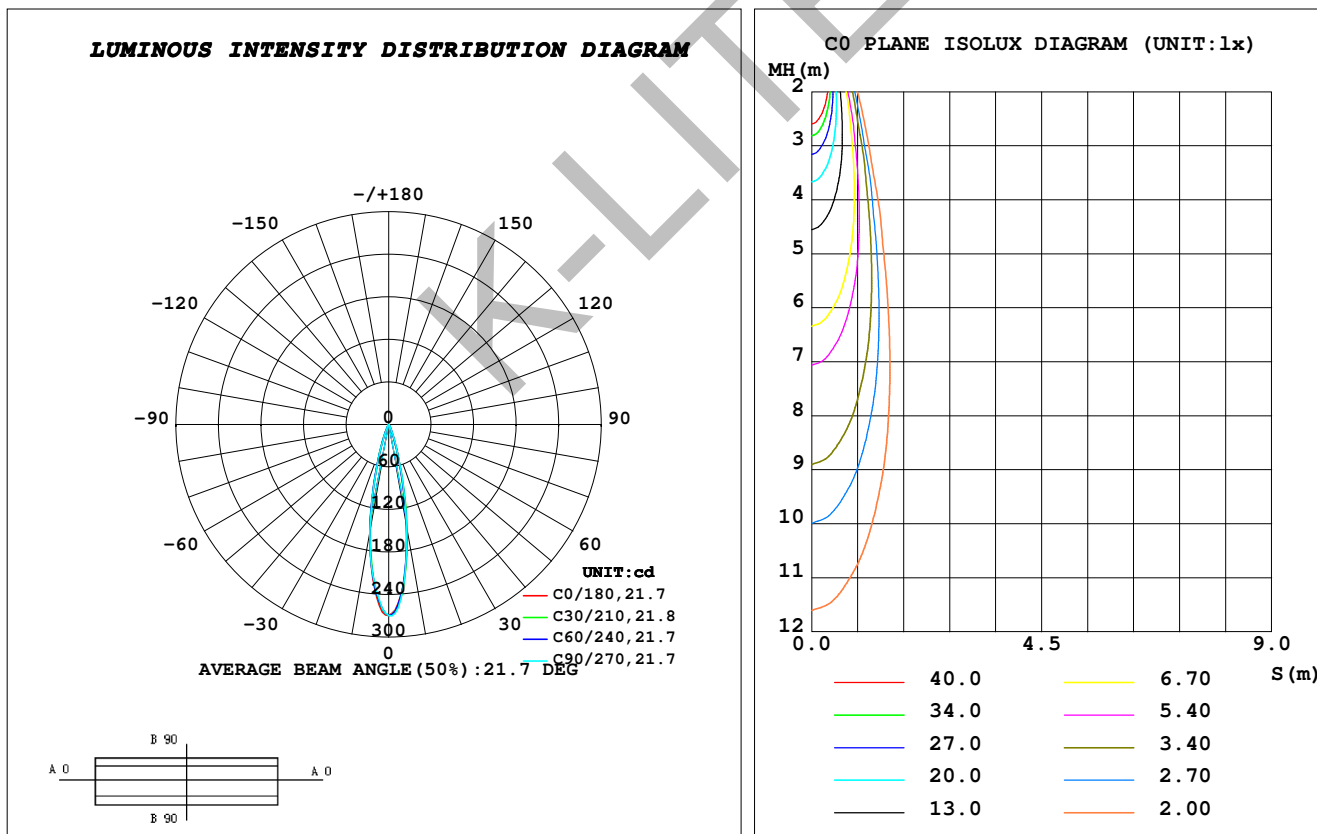 LUMINOUS INTENSITY DISTRIBUTION DIAGRAM
-/+180
-150 150
-120 120
-90 90
-60 60
-30 30
0
60
120
180
240
300
0
UNIT:cd
C0/180,21.7
C30/210,21.8
C60/240,21.7
C90/270,21.7
AVERAGE BEAM ANGLE(50%):21.7 DEG
B 90
A 0 A 0
B 90
C0 PLANE ISOLUX DIAGRAM (UNIT:lx)
MH(m)
2
3
4
5
6
7
8
9
10
11
12
0.0 4.5 9.0
S(m)
40.0 6.70
34.0 5.40
27.0 3.40
20.0 2.70
13.0 2.00
K-LITE